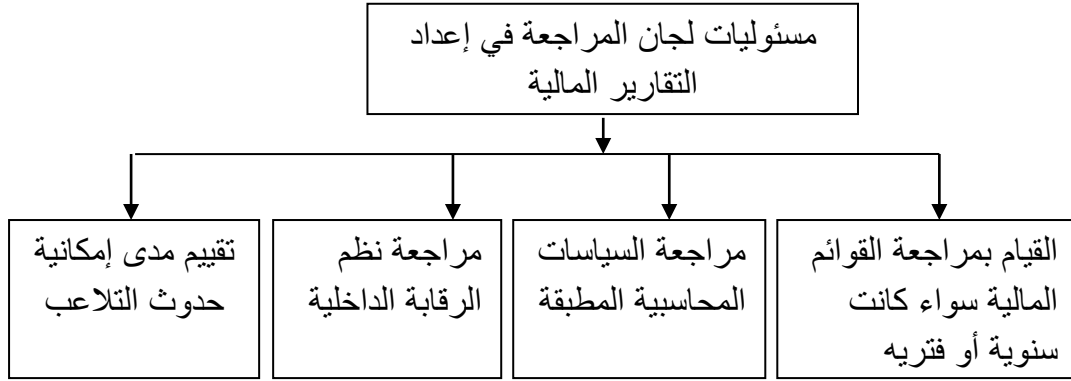 مسئوليات لجان المراجعة في إعداد
التقارير المالية
القيام بمراجعة القوائم
المالية سواء كانت
سنوية أو فتريه
مراجعة السياسات
المحاسبية المطبقة
مراجعة نظم
الرقابة الداخلية
تقييم مدى إمكانية
حدوث التلاعب